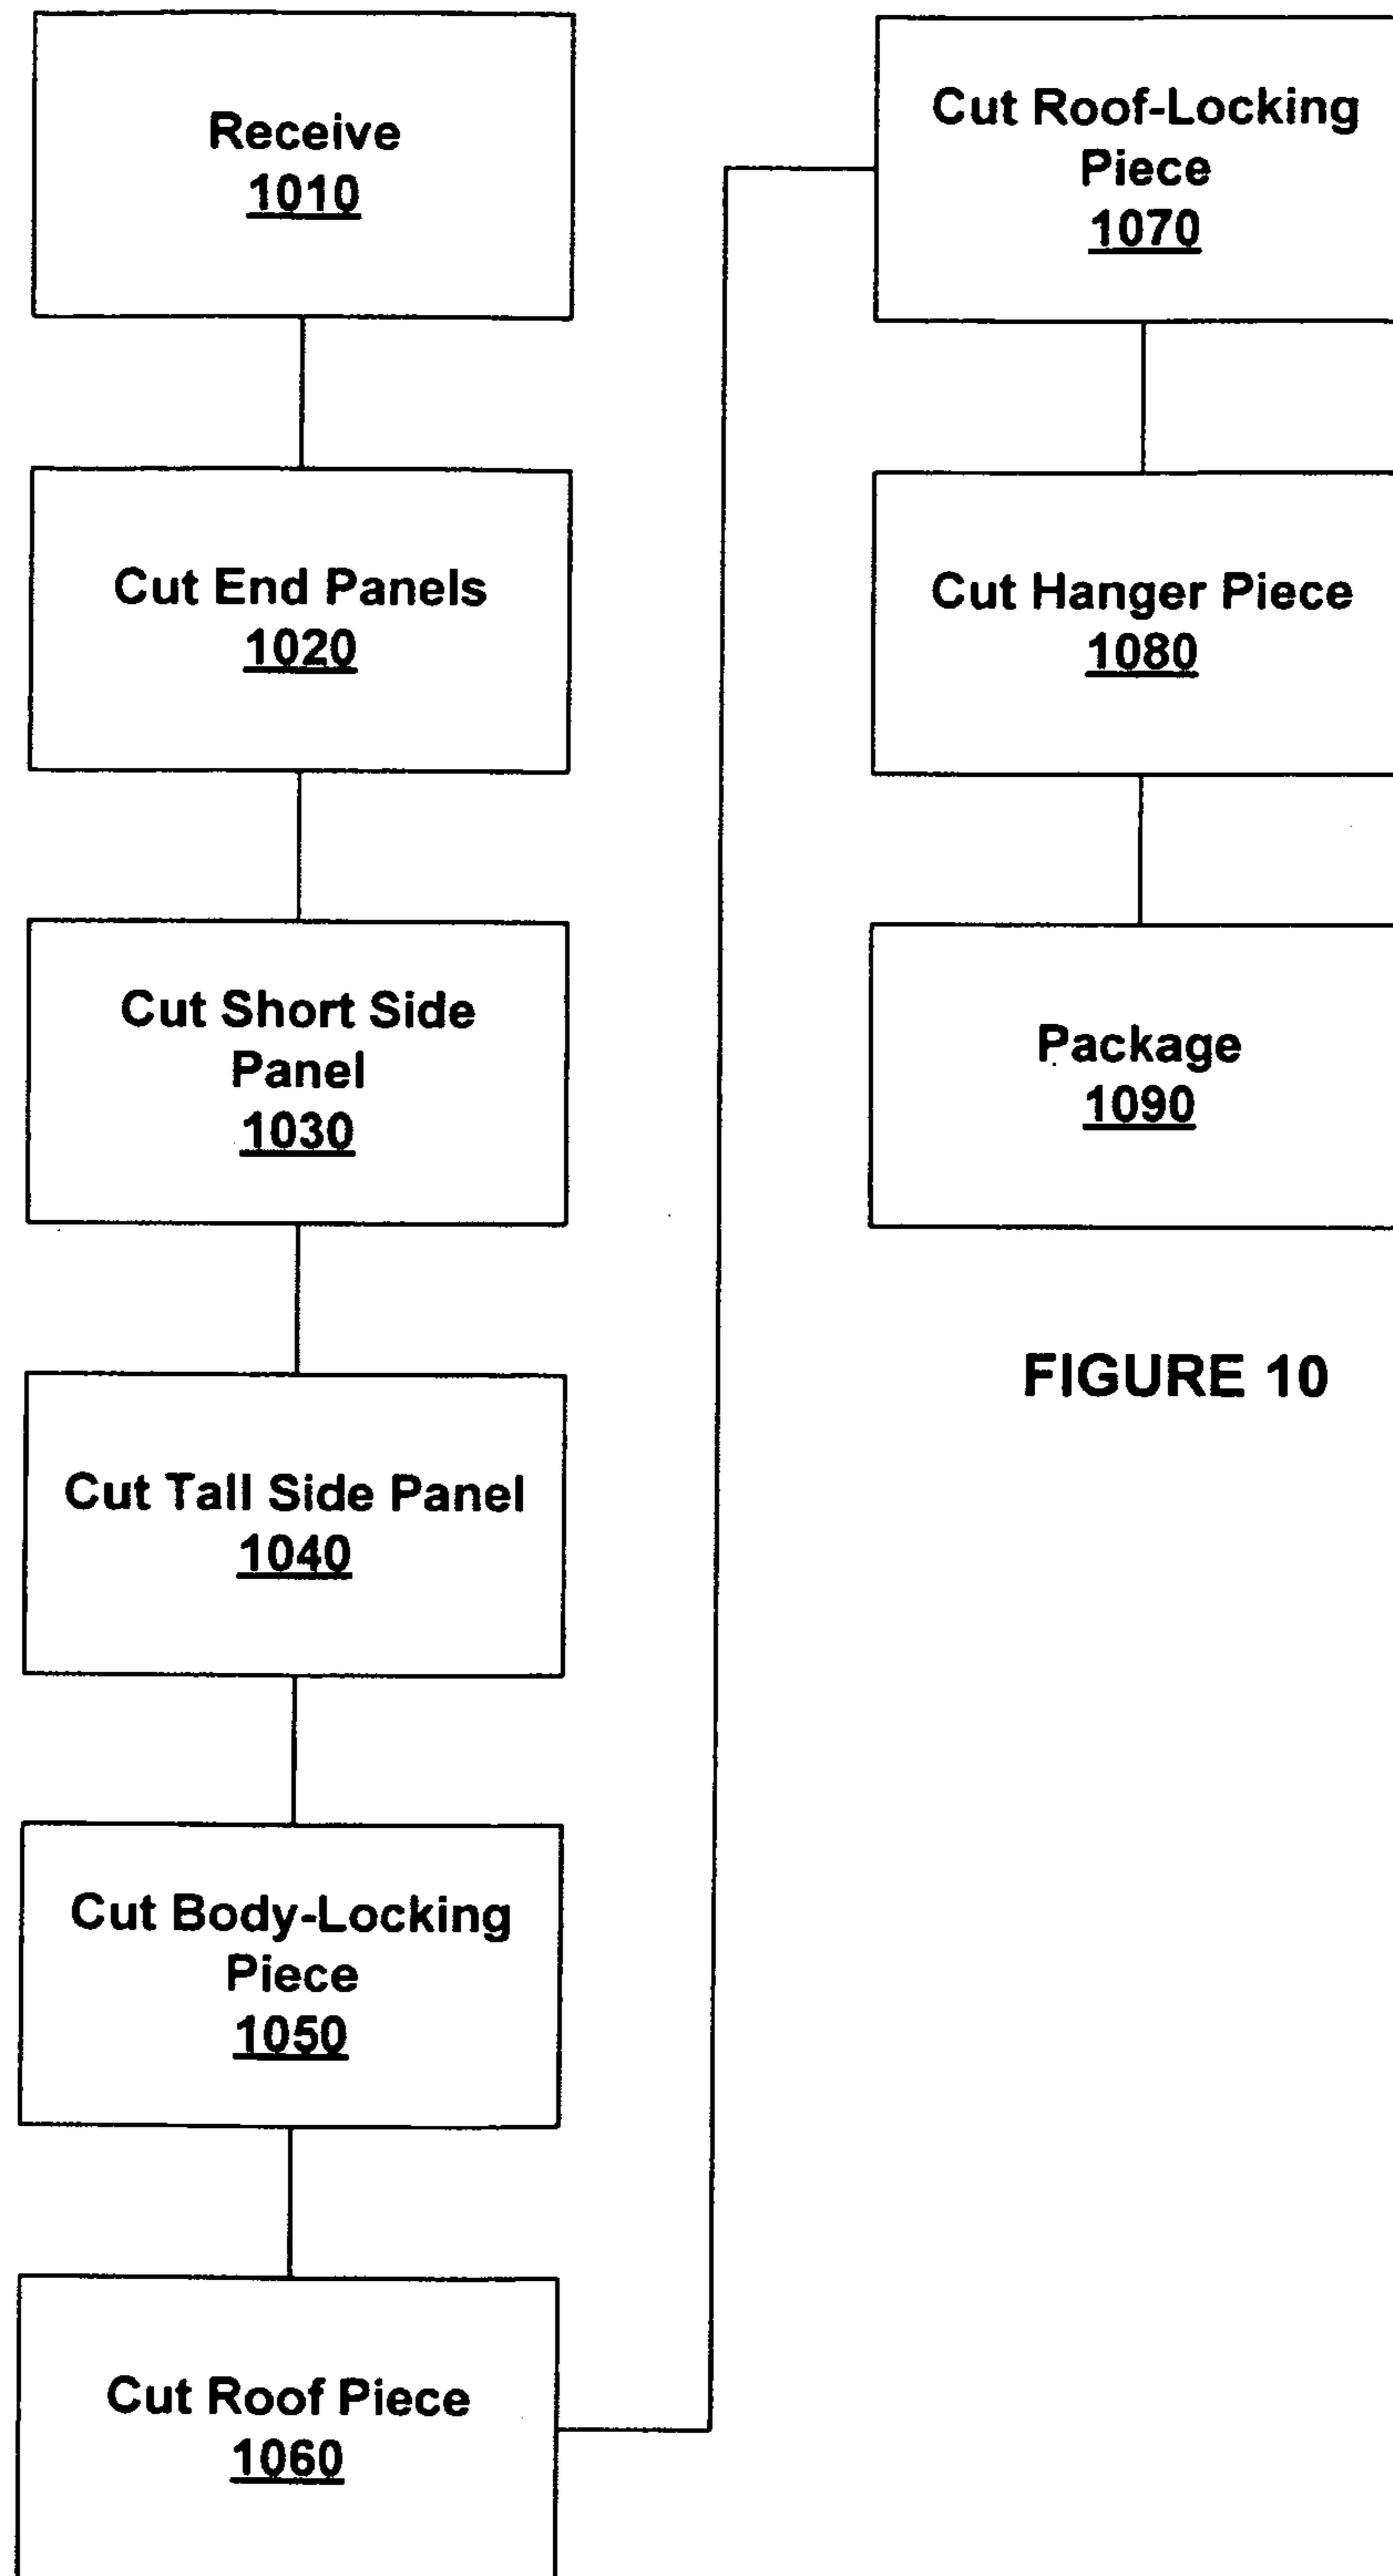 Receive
1010
Cut End Panels
1020
Cut Short Side
Panel
1030
Cut Tall Side Panel
1040
Cut Body-Locking
Piece
1050
Cut Roof Piece
1060
Cut Roof-Locking
Piece
1070
Cut Hanger Piece
1080
Package
1090
FIGURE 10